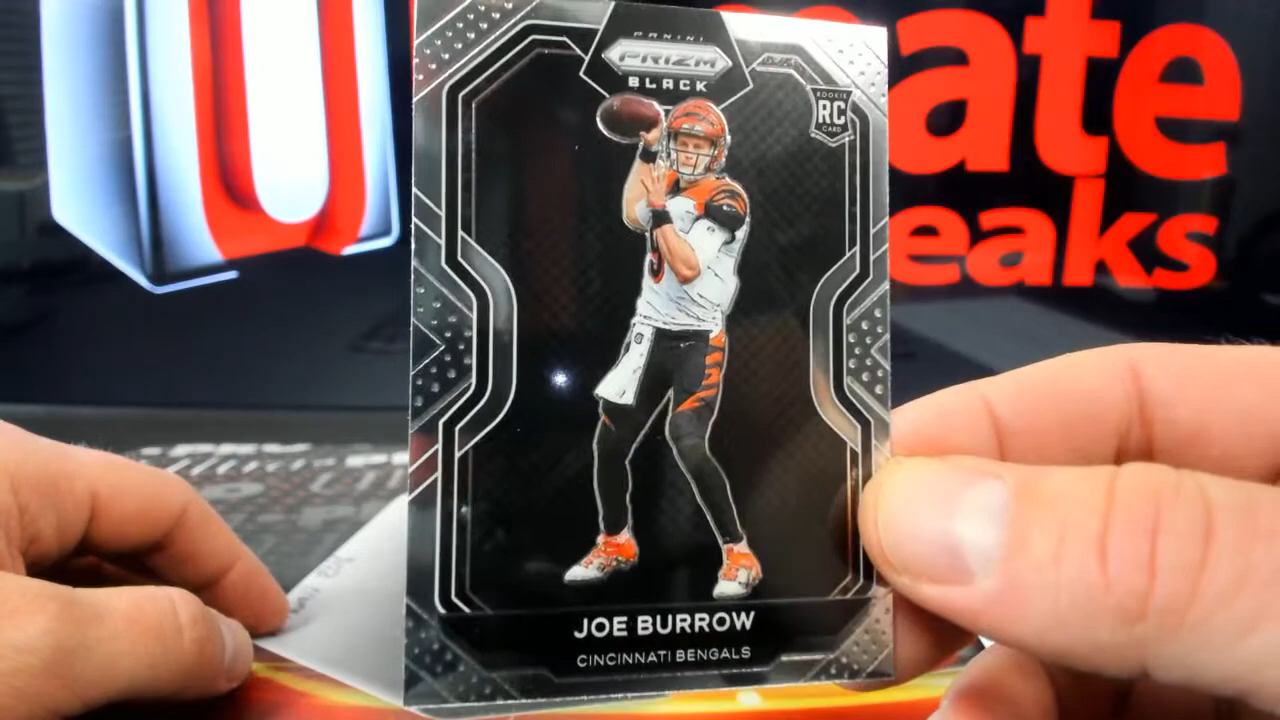 PANINI
PRIZM
BLACK
ROOKIE
RC
CARD
ate
eaks
JOE BURROW
CINCINNATI BENGALS